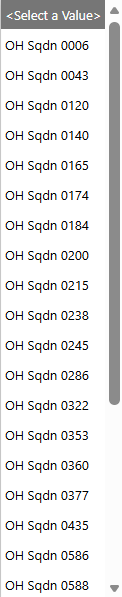 <Select a Value>
OH Sqdn 0006
OH Sqdn 0043
OH Sqdn 0120
OH Sqdn 0140
OH Sqdn 0165
OH Sqdn 0174
OH Sqdn 0184
OH Sqdn 0200
OH Sqdn 0215
OH Sqdn 0238
OH Sqdn 0245
OH Sqdn 0286
OH Sqdn 0322
OH Sqdn 0353
OH Sqdn 0360
OH Sqdn 0377
OH Sqdn 0435
OH Sqdn 0586
OH Sqdn 0588